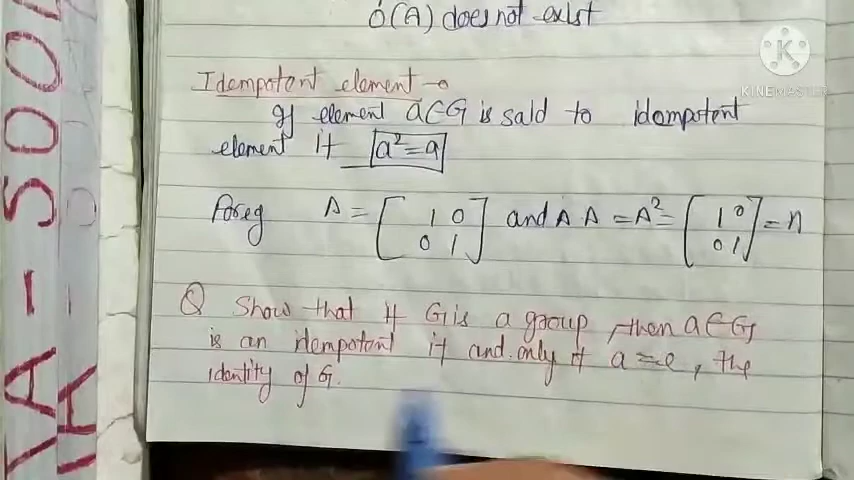 O(A) does not exist
KINEMASTER
Idempotent element →
If element a∈G is said to idempotent
element if a²=a
Foreg A = [1 0 0 1] and A A = A² = [1 0 0 1] = n
Q Show that if G is a group, then a∈G,
is an idempotent if and only if a=e, the
identity of G.